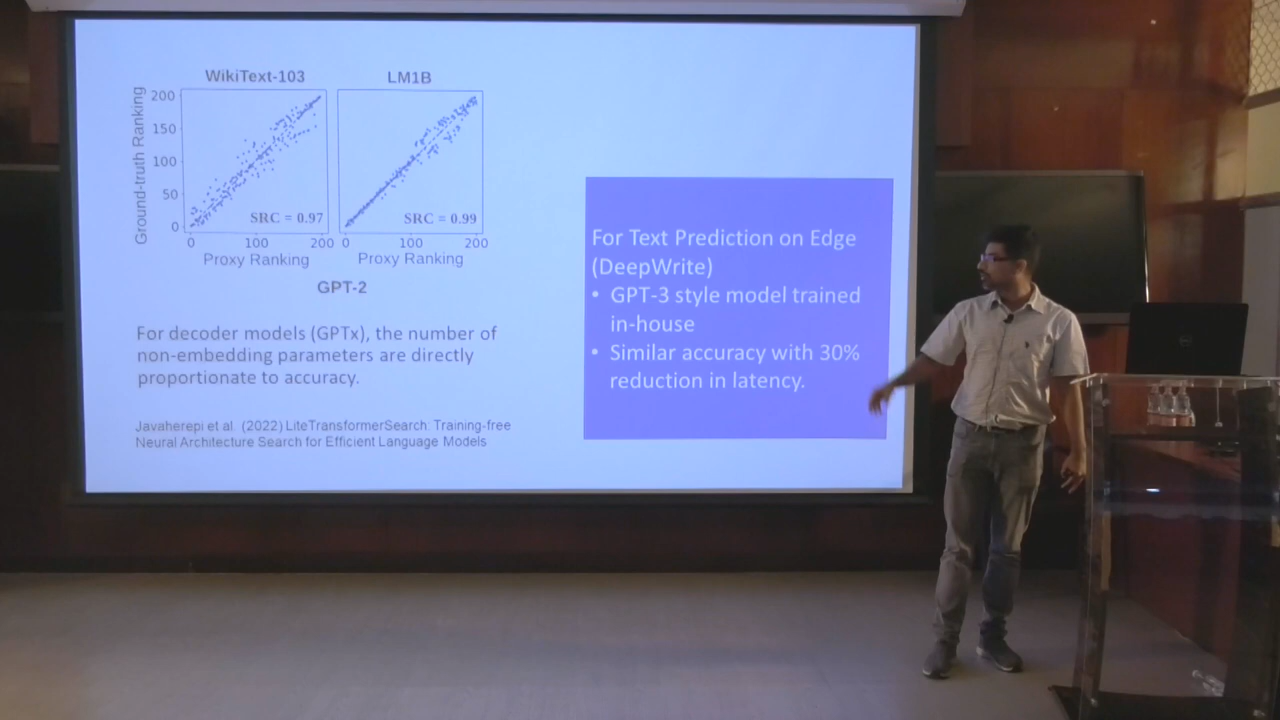 WikiText-103
LM1B
Ground-truth Ranking
200
150
100
50
0
SRC = 0.97
SRC = 0.99
0 100 200
0 100 200
Proxy Ranking
Proxy Ranking
GPT-2
For decoder models (GPTx), the number of
non-embedding parameters are directly
proportionate to accuracy.
Javaherepi et al. (2022) LiteTransformerSearch: Training-free
Neural Architecture Search for Efficient Language Models
For Text Prediction on Edge
(DeepWrite)
• GPT-3 style model trained
in-house
• Similar accuracy with 30%
reduction in latency.